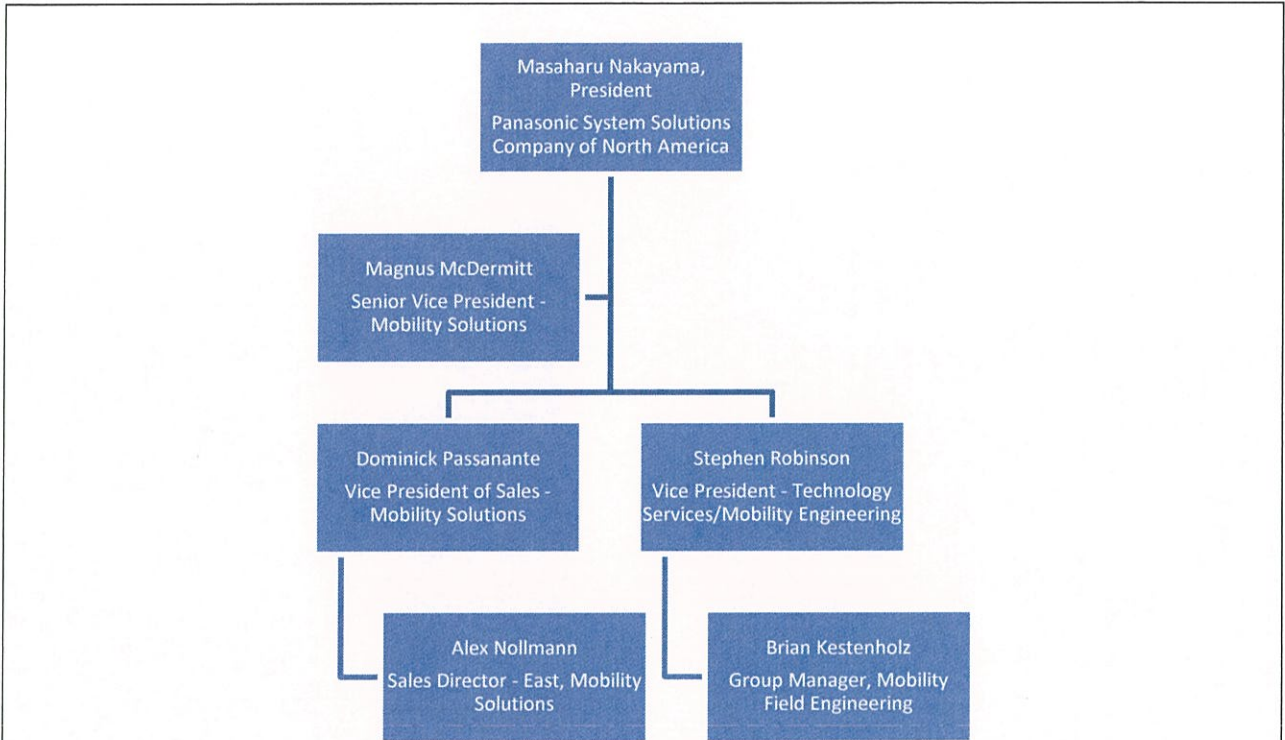 Masaharu Nakayama,
President
Panasonic System Solutions
Company of North America
Magnus McDermitt
Senior Vice President -
Mobility Solutions
Dominick Passanante
Vice President of Sales -
Mobility Solutions
Stephen Robinson
Vice President - Technology
Services/Mobility Engineering
Alex Nollmann
Sales Director - East, Mobility
Solutions
Brian Kestenholz
Group Manager, Mobility
Field Engineering